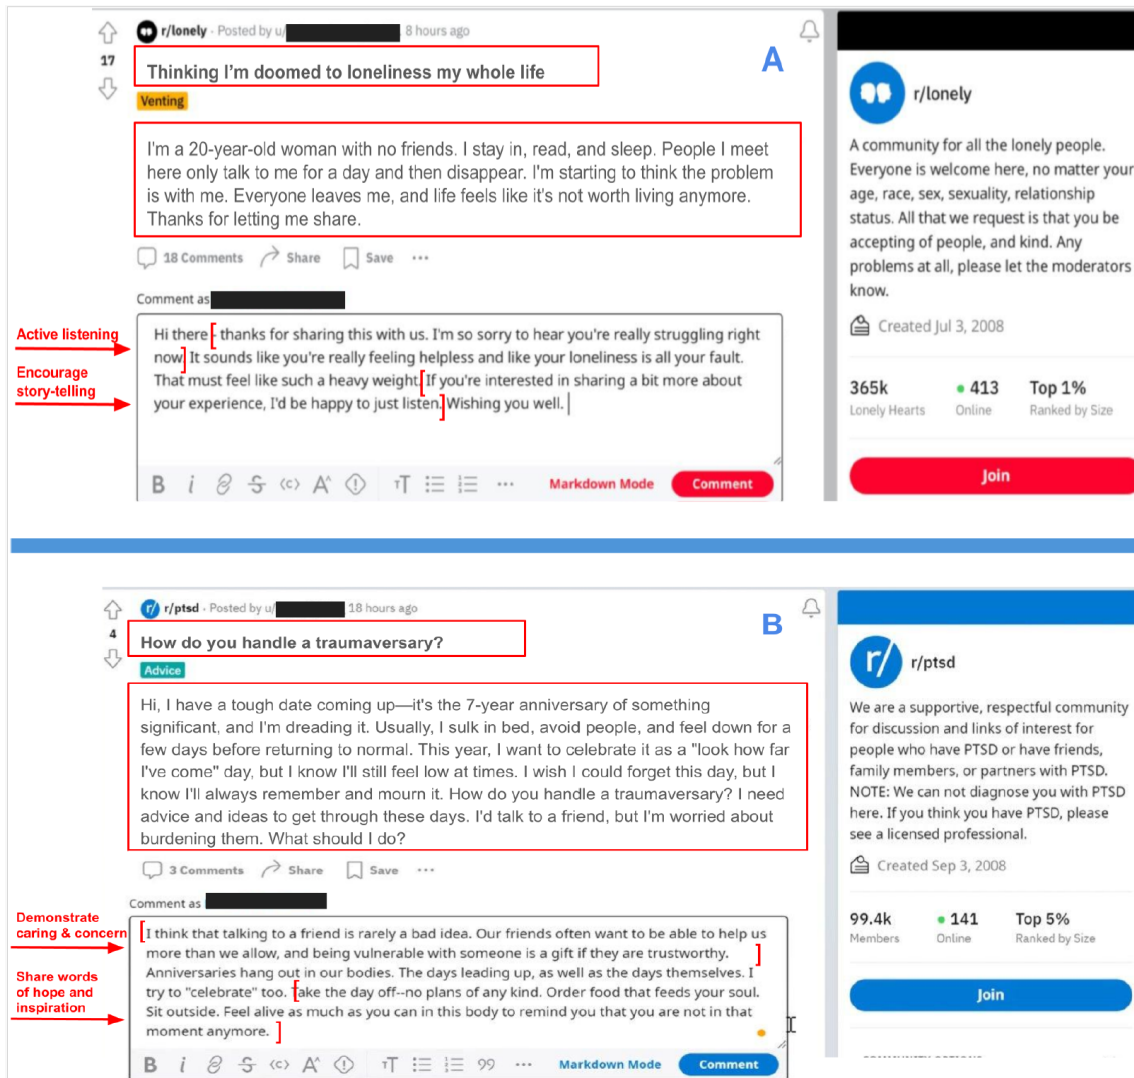 r/lonely · Posted by u/ 8 hours ago
17
Thinking I'm doomed to loneliness my whole life
A
Venting
I'm a 20-year-old woman with no friends. I stay in, read, and sleep. People I meet
here only talk to me for a day and then disappear. I'm starting to think the problem
is with me. Everyone leaves me, and life feels like it's not worth living anymore.
Thanks for letting me share.
18 Comments Share Save ···
Comment as
Active listening
Encourage
story-telling
Hi there - thanks for sharing this with us. I'm so sorry to hear you're really struggling right
now. It sounds like you're really feeling helpless and like your loneliness is all your fault.
That must feel like such a heavy weight. If you're interested in sharing a bit more about
your experience, I'd be happy to just listen. Wishing you well.
B i S <c> A^ T ··· Markdown Mode Comment
r/lonely
A community for all the lonely people.
Everyone is welcome here, no matter your
age, race, sex, sexuality, relationship
status. All that we request is that you be
accepting of people, and kind. Any
problems at all, please let the moderators
know.
Created Jul 3, 2008
365k 413 Top 1%
Lonely Hearts Online Ranked by Size
Join
r/ptsd · Posted by u/ 18 hours ago
4
How do you handle a traumaversary?
B
Advice
Hi, I have a tough date coming up—it's the 7-year anniversary of something
significant, and I'm dreading it. Usually, I sulk in bed, avoid people, and feel down for a
few days before returning to normal. This year, I want to celebrate it as a "look how far
I've come" day, but I know I'll still feel low at times. I wish I could forget this day, but I
know I'll always remember and mourn it. How do you handle a traumaversary? I need
advice and ideas to get through these days. I'd talk to a friend, but I'm worried about
burdening them. What should I do?
3 Comments Share Save ···
Comment as
Demonstrate
caring & concern
Share words
of hope and
inspiration
I think that talking to a friend is rarely a bad idea. Our friends often want to be able to help us
more than we allow, and being vulnerable with someone is a gift if they are trustworthy.
Anniversaries hang out in our bodies. The days leading up, as well as the days themselves. I
try to "celebrate" too. Take the day off--no plans of any kind. Order food that feeds your soul.
Sit outside. Feel alive as much as you can in this body to remind you that you are not in that
moment anymore.
B i S <c> A^ T 99 ··· Markdown Mode Comment
r/
r/ptsd
We are a supportive, respectful community
for discussion and links of interest for
people who have PTSD or have friends,
family members, or partners with PTSD.
NOTE: We can not diagnose you with PTSD
here. If you think you have PTSD, please
see a licensed professional.
Created Sep 3, 2008
99.4k 141 Top 5%
Members Online Ranked by Size
Join